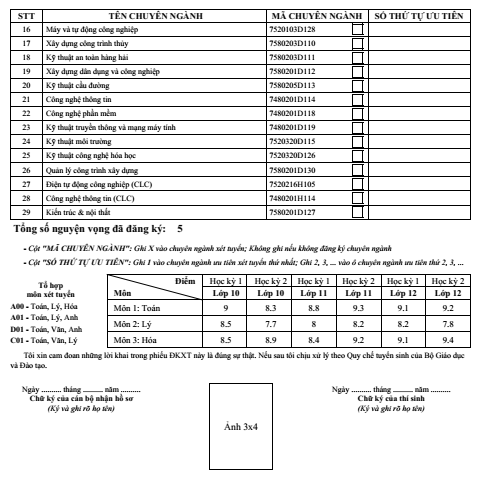 STT TÊN CHUYÊN NGÀNH MÃ CHUYÊN NGÀNH SỐ THỨ TỰ ƯU TIÊN
16 Máy và tự động công nghiệp 7520103D128
17 Xây dựng công trình thủy 7580203D110
18 Kỹ thuật an toàn hàng hải 7580203D111
19 Xây dựng dân dụng và công nghiệp 7580201D112
20 Kỹ thuật cầu đường 7580205D113
21 Công nghệ thông tin 7480201D114
22 Công nghệ phần mềm 7480201D118
23 Kỹ thuật truyền thông và mạng máy tính 7480201D119
24 Kỹ thuật môi trường 7520320D115
25 Kỹ thuật công nghệ hóa học 7520320D126
26 Quản lý công trình xây dựng 7580201D130
27 Điện tự động công nghiệp (CLC) 7520216H105
28 Công nghệ thông tin (CLC) 7480201H114
29 Kiến trúc & nội thất 7580201D127
Tổng số nguyện vọng đã đăng ký: 5
- Cột "MÃ CHUYÊN NGÀNH": Ghi X vào chuyên ngành xét tuyển; Không ghi nếu không đăng ký chuyên ngành
- Cột "SỐ THỨ TỰ ƯU TIÊN": Ghi 1 vào chuyên ngành ưu tiên xét tuyển thứ nhất; Ghi 2, 3, ... vào ô chuyên ngành ưu tiên thứ 2, 3, ...
Tổ hợp
môn xét tuyển
A00 - Toán, Lý, Hóa
A01 - Toán, Lý, Anh
D01 - Toán, Văn, Anh
C01 - Toán, Văn, Lý
Điểm Học kỳ 1 Học kỳ 2 Học kỳ 1 Học kỳ 2 Học kỳ 1 Học kỳ 2
Môn Lớp 10 Lớp 10 Lớp 11 Lớp 11 Lớp 12 Lớp 12
Môn 1: Toán 9 8.3 8.8 9.3 9.1 9.2
Môn 2: Lý 8.5 7.7 8 8.2 8.2 7.8
Môn 3: Hóa 8.5 8.9 8.4 9.2 9.1 9.4
Tôi xin cam đoan những lời khai trong phiếu ĐKXT này là đúng sự thật. Nếu sau tôi chịu xử lý theo Quy chế tuyển sinh của Bộ Giáo dục
và Đào tạo.
Ngày .......... tháng .......... năm ..........
Chữ ký của cán bộ nhận hồ sơ
(Ký và ghi rõ họ tên)
Ảnh 3x4
Ngày .......... tháng .......... năm ..........
Chữ ký của thí sinh
(Ký và ghi rõ họ tên)